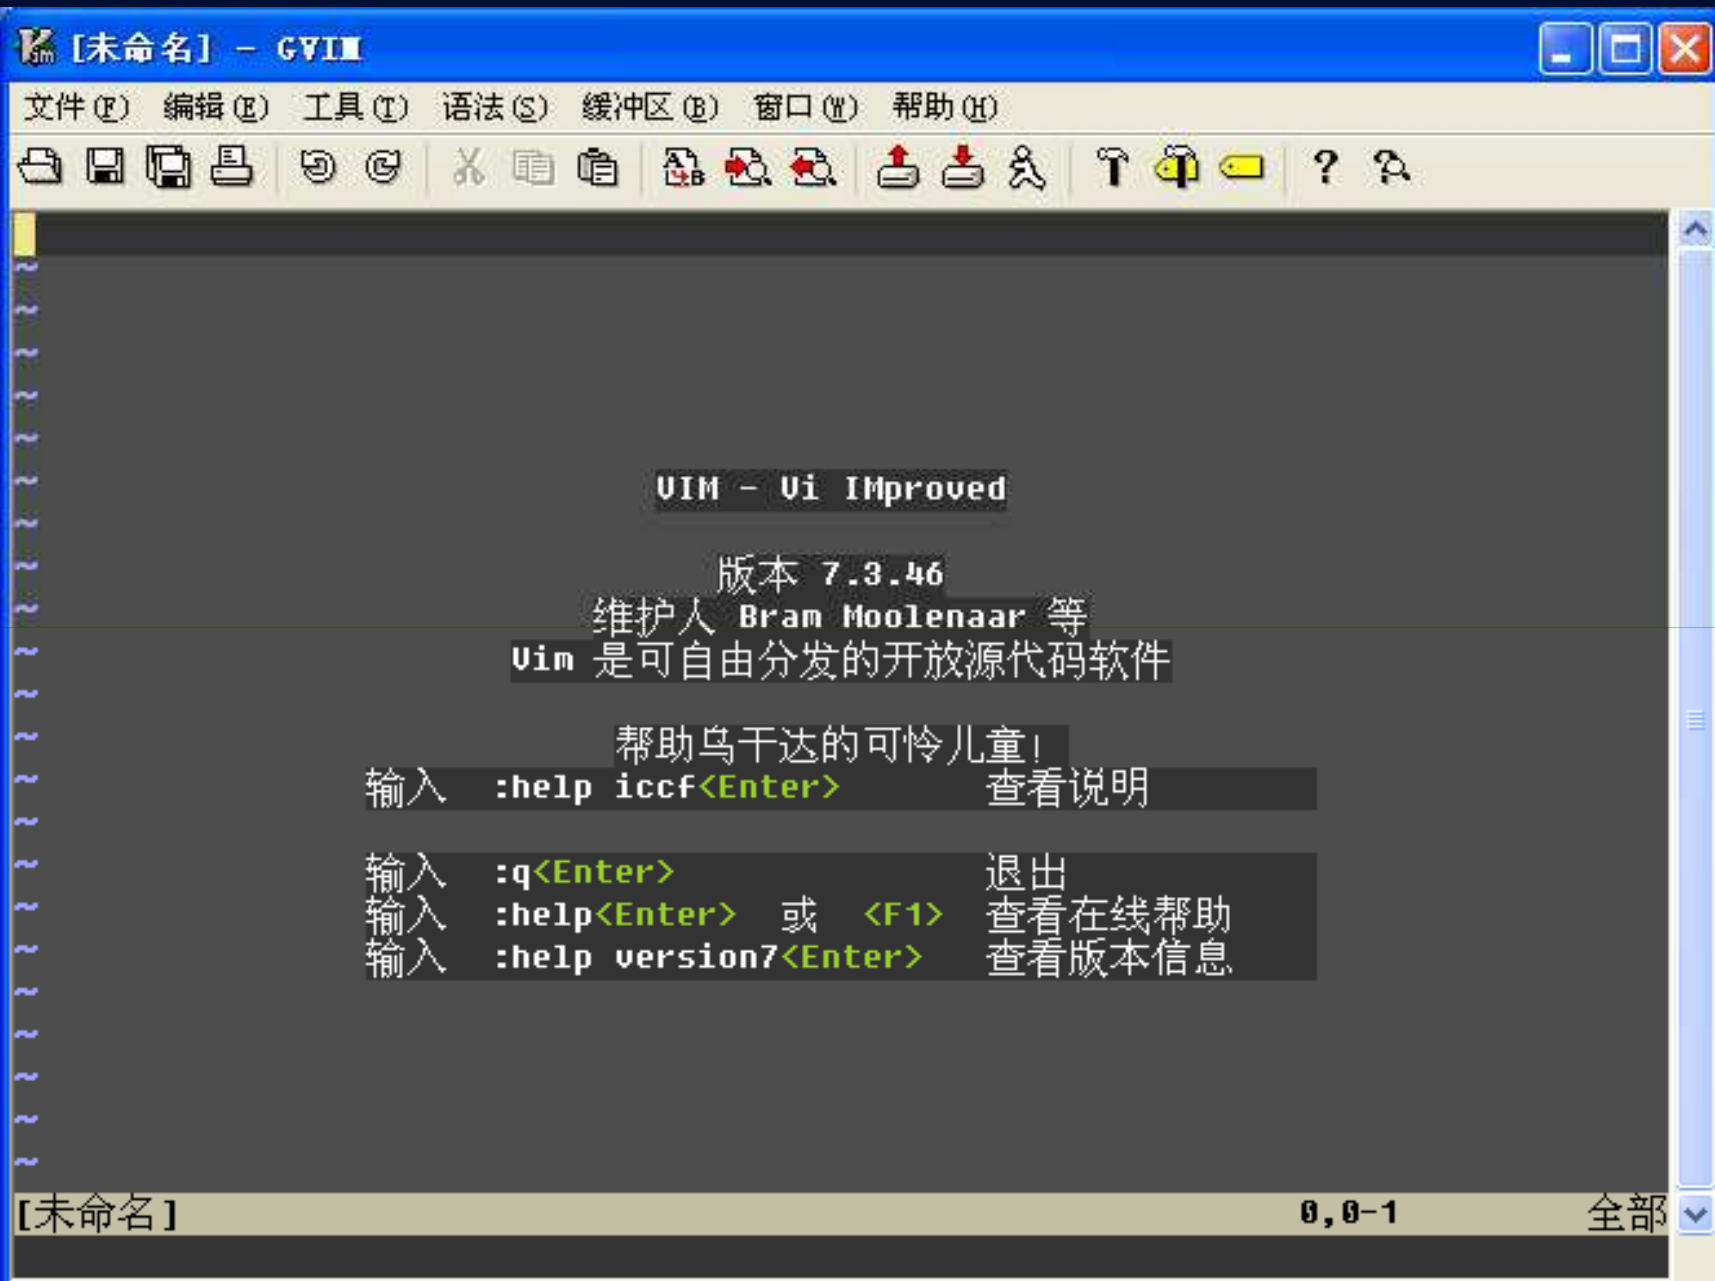 [未命名] - GVIM
文件(F) 编辑(E) 工具(T) 语法(S) 缓冲区(B) 窗口(W) 帮助(H)
~
~
~
~
~
~
VIM - Vi IMproved
~
~
版本 7.3.46
~
维护人 Bram Moolenaar 等
~
Vim 是可自由分发的开放源代码软件
~
~
帮助乌干达的可怜儿童!
~
输入 :help iccf<Enter> 查看说明
~
~
输入 :q<Enter> 退出
~
输入 :help<Enter> 或 <F1> 查看在线帮助
~
输入 :help version7<Enter> 查看版本信息
~
~
~
~
~
[未命名] 0,0-1 全部